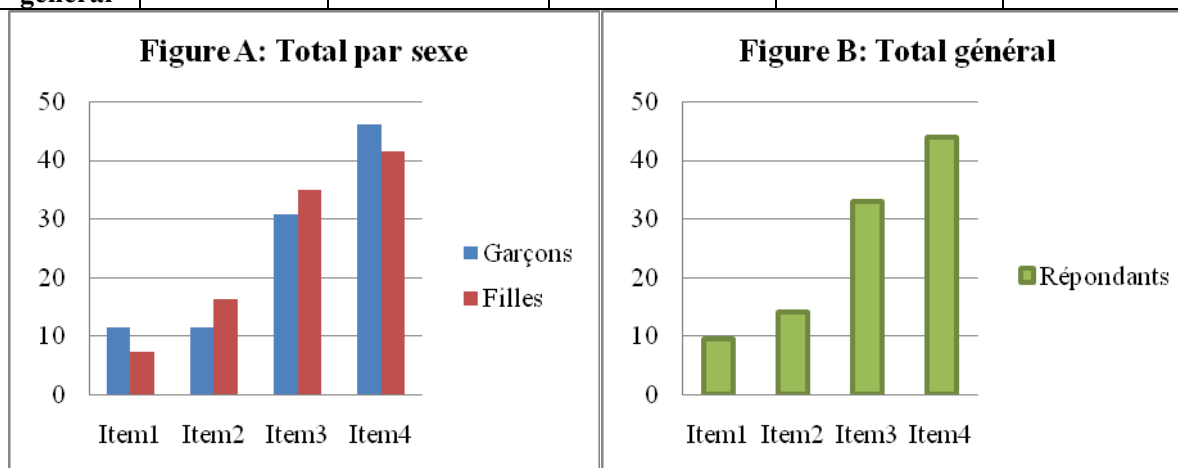 général
Figure A: Total par sexe
50
40
30
20
10
0
Item1 Item2 Item3 Item4
Garçons
Filles
Figure B: Total général
50
40
30
20
10
0
Item1 Item2 Item3 Item4
Répondants